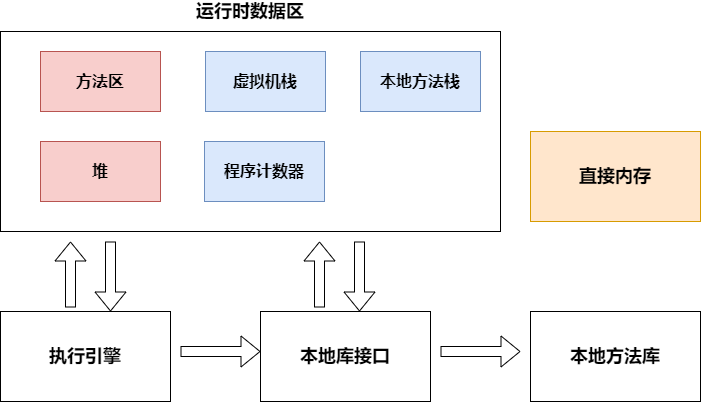 运行时数据区
方法区
虚拟机栈
本地方法栈
堆
程序计数器
直接内存
执行引擎
本地库接口
本地方法库